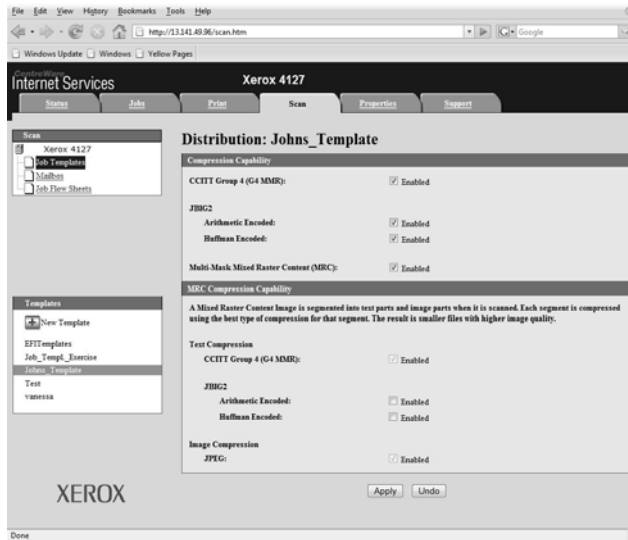 File Edit View History Bookmarks Tools Help
http://13.141.49.96/scan.htm
Google
Windows Update Windows Yellow Pages
CentreWare
Internet Services
Xerox 4127
Status Jobs Print Scan Properties Support
Scan
Xerox 4127
Job Templates
Mailbox
Job Flow Sheets
Templates
New Template
EFITemplates
Job_Templ_Exercise
Johns_Template
Test
vanessa
XEROX
Distribution: Johns_Template
Compression Capability
CCITT Group 4 (G4 MMR): Enabled
JBIG2
Arithmetic Encoded: Enabled
Huffman Encoded: Enabled
Multi-Mask Mixed Raster Content (MRC): Enabled
MRC Compression Capability
A Mixed Raster Content Image is segmented into text parts and image parts when it is scanned. Each segment is compressed
using the best type of compression for that segment. The result is smaller files with higher image quality.
Text Compression
CCITT Group 4 (G4 MMR): Enabled
JBIG2
Arithmetic Encoded: Enabled
Huffman Encoded: Enabled
Image Compression
JPEG: Enabled
Apply Undo
Done